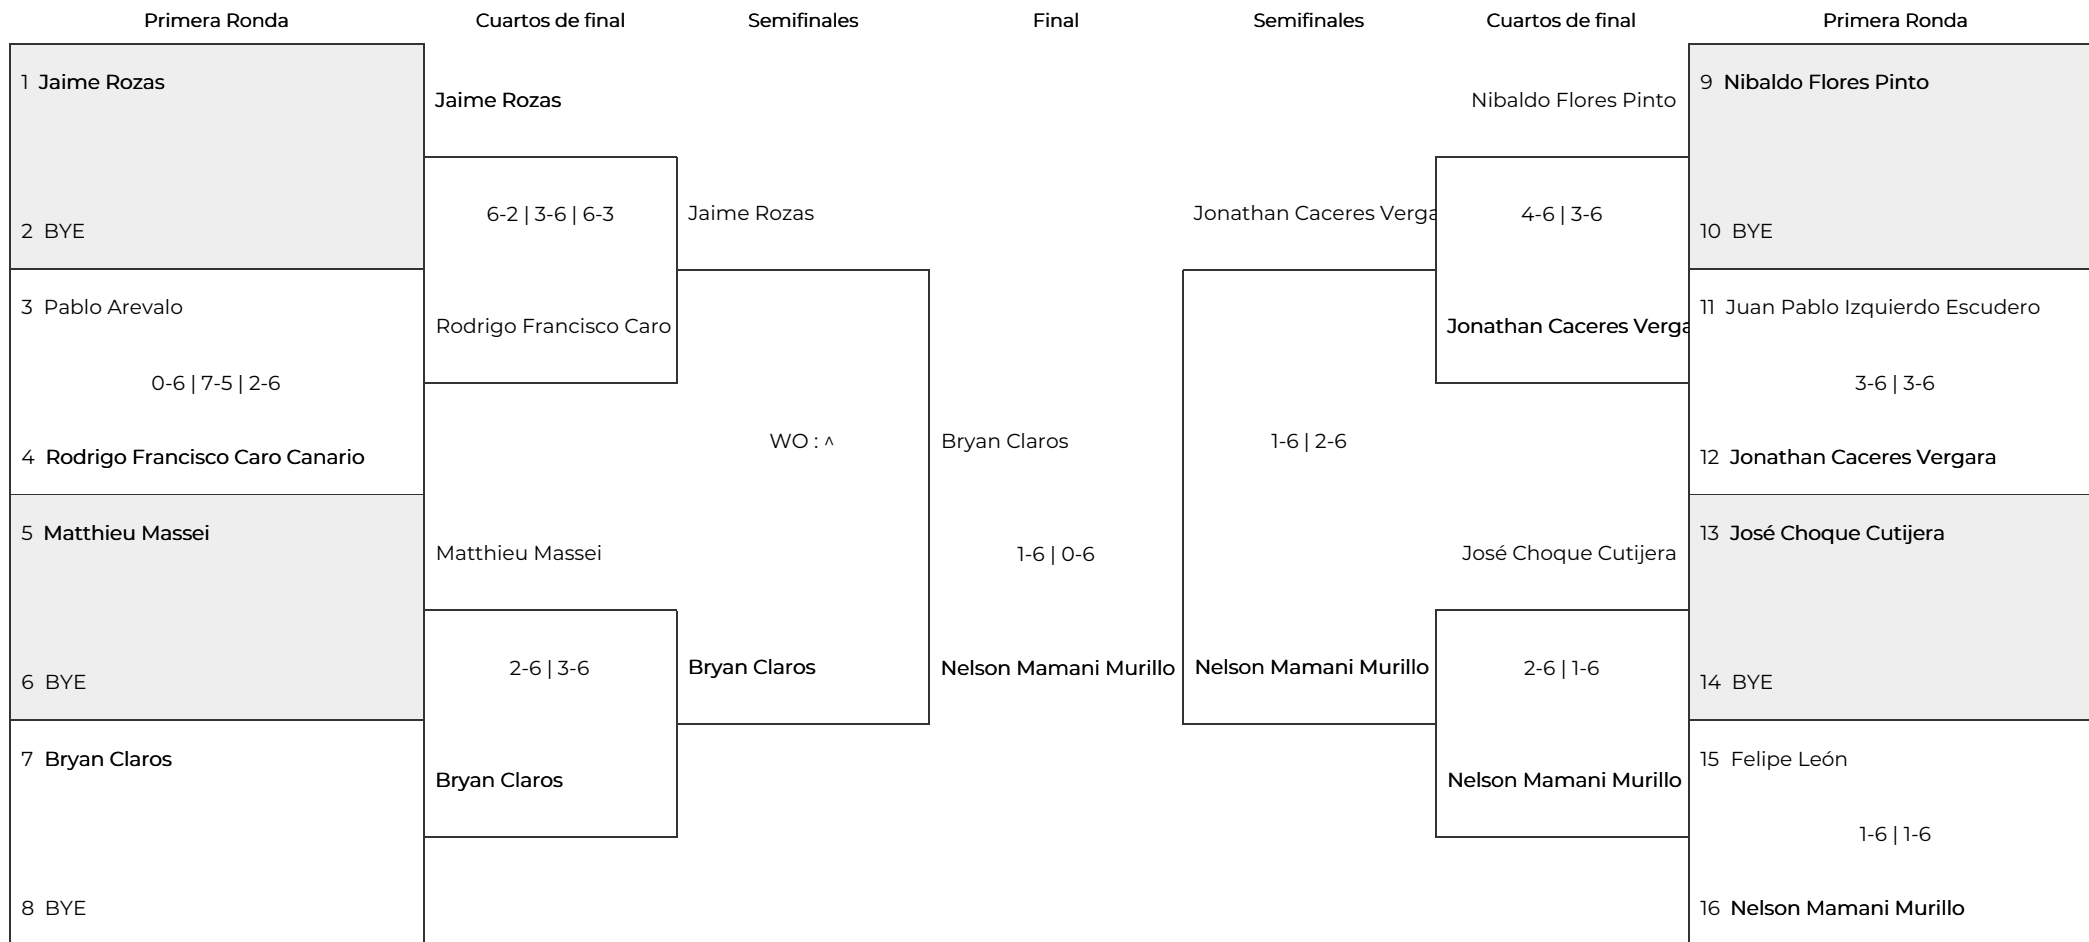 Primera Ronda
Cuartos de final
Semifinales
Final
Semifinales
Cuartos de final
Primera Ronda
1 Jaime Rozas
2 BYE
3 Pablo Arevalo
0-6 | 7-5 | 2-6
4 Rodrigo Francisco Caro Canario
5 Matthieu Massei
6 BYE
7 Bryan Claros
8 BYE
Jaime Rozas
6-2 | 3-6 | 6-3
Rodrigo Francisco Caro
Matthieu Massei
2-6 | 3-6
Bryan Claros
Jaime Rozas
WO : ^
Bryan Claros
Bryan Claros
1-6 | 0-6
Nelson Mamani Murillo
Jonathan Caceres Verga
1-6 | 2-6
Nelson Mamani Murillo
Nibaldo Flores Pinto
4-6 | 3-6
Jonathan Caceres Verga
José Choque Cutijera
2-6 | 1-6
Nelson Mamani Murillo
9 Nibaldo Flores Pinto
10 BYE
11 Juan Pablo Izquierdo Escudero
3-6 | 3-6
12 Jonathan Caceres Vergara
13 José Choque Cutijera
14 BYE
15 Felipe León
1-6 | 1-6
16 Nelson Mamani Murillo